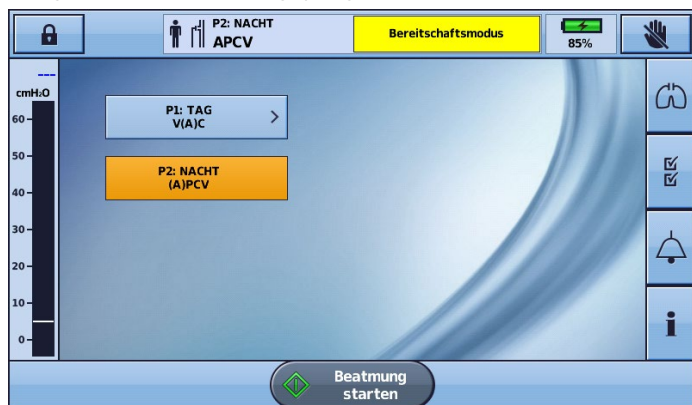 P2: NACHT
APCV
Bereitschaftsmodus
85%
---
cmH₂O
60
50
40
30
20
10
0
P1: TAG
V(A)C
P2: NACHT
(A)PCV
Beatmung
starten